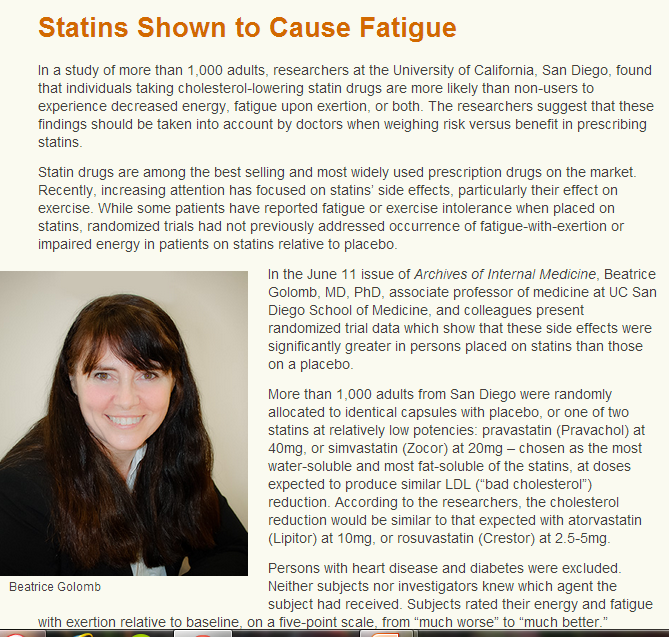 Statins Shown to Cause Fatigue
In a study of more than 1,000 adults, researchers at the University of California, San Diego, found
that individuals taking cholesterol-lowering statin drugs are more likely than non-users to
experience decreased energy, fatigue upon exertion, or both. The researchers suggest that these
findings should be taken into account by doctors when weighing risk versus benefit in prescribing
statins.
Statin drugs are among the best selling and most widely used prescription drugs on the market.
Recently, increasing attention has focused on statins’ side effects, particularly their effect on
exercise. While some patients have reported fatigue or exercise intolerance when placed on
statins, randomized trials had not previously addressed occurrence of fatigue-with-exertion or
impaired energy in patients on statins relative to placebo.
In the June 11 issue of Archives of Internal Medicine, Beatrice
Golomb, MD, PhD, associate professor of medicine at UC San
Diego School of Medicine, and colleagues present
randomized trial data which show that these side effects were
significantly greater in persons placed on statins than those
on a placebo.
More than 1,000 adults from San Diego were randomly
allocated to identical capsules with placebo, or one of two
statins at relatively low potencies: pravastatin (Pravachol) at
40mg, or simvastatin (Zocor) at 20mg – chosen as the most
water-soluble and most fat-soluble of the statins, at doses
expected to produce similar LDL (“bad cholesterol”)
reduction. According to the researchers, the cholesterol
reduction would be similar to that expected with atorvastatin
(Lipitor) at 10mg, or rosuvastatin (Crestor) at 2.5-5mg.
Persons with heart disease and diabetes were excluded.
Beatrice Golomb
Neither subjects nor investigators knew which agent the
subject had received. Subjects rated their energy and fatigue
with exertion relative to baseline, on a five-point scale, from “much worse” to “much better.”